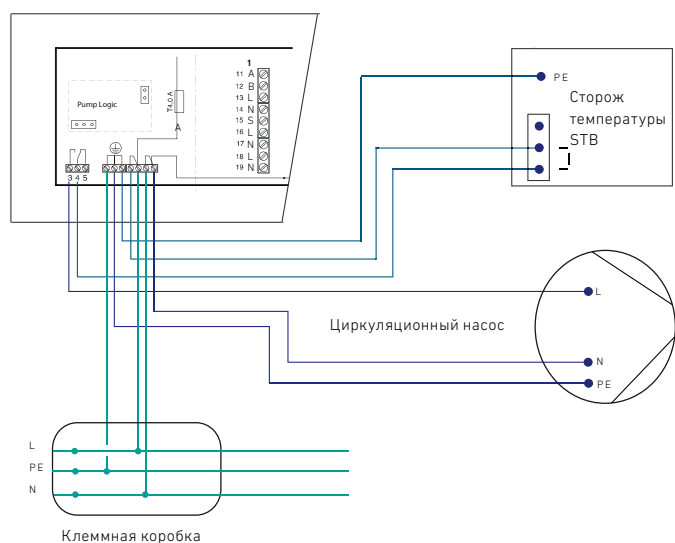 1
11 A
12 B
13 L
14 N
15 S
16 L
17 N
18 L
19 N
Pump Logic
T4,0 A
A
3 4 5
PE
Сторож
температуры
STB
Циркуляционный насос
L
N
PE
L
PE
N
Клеммная коробка